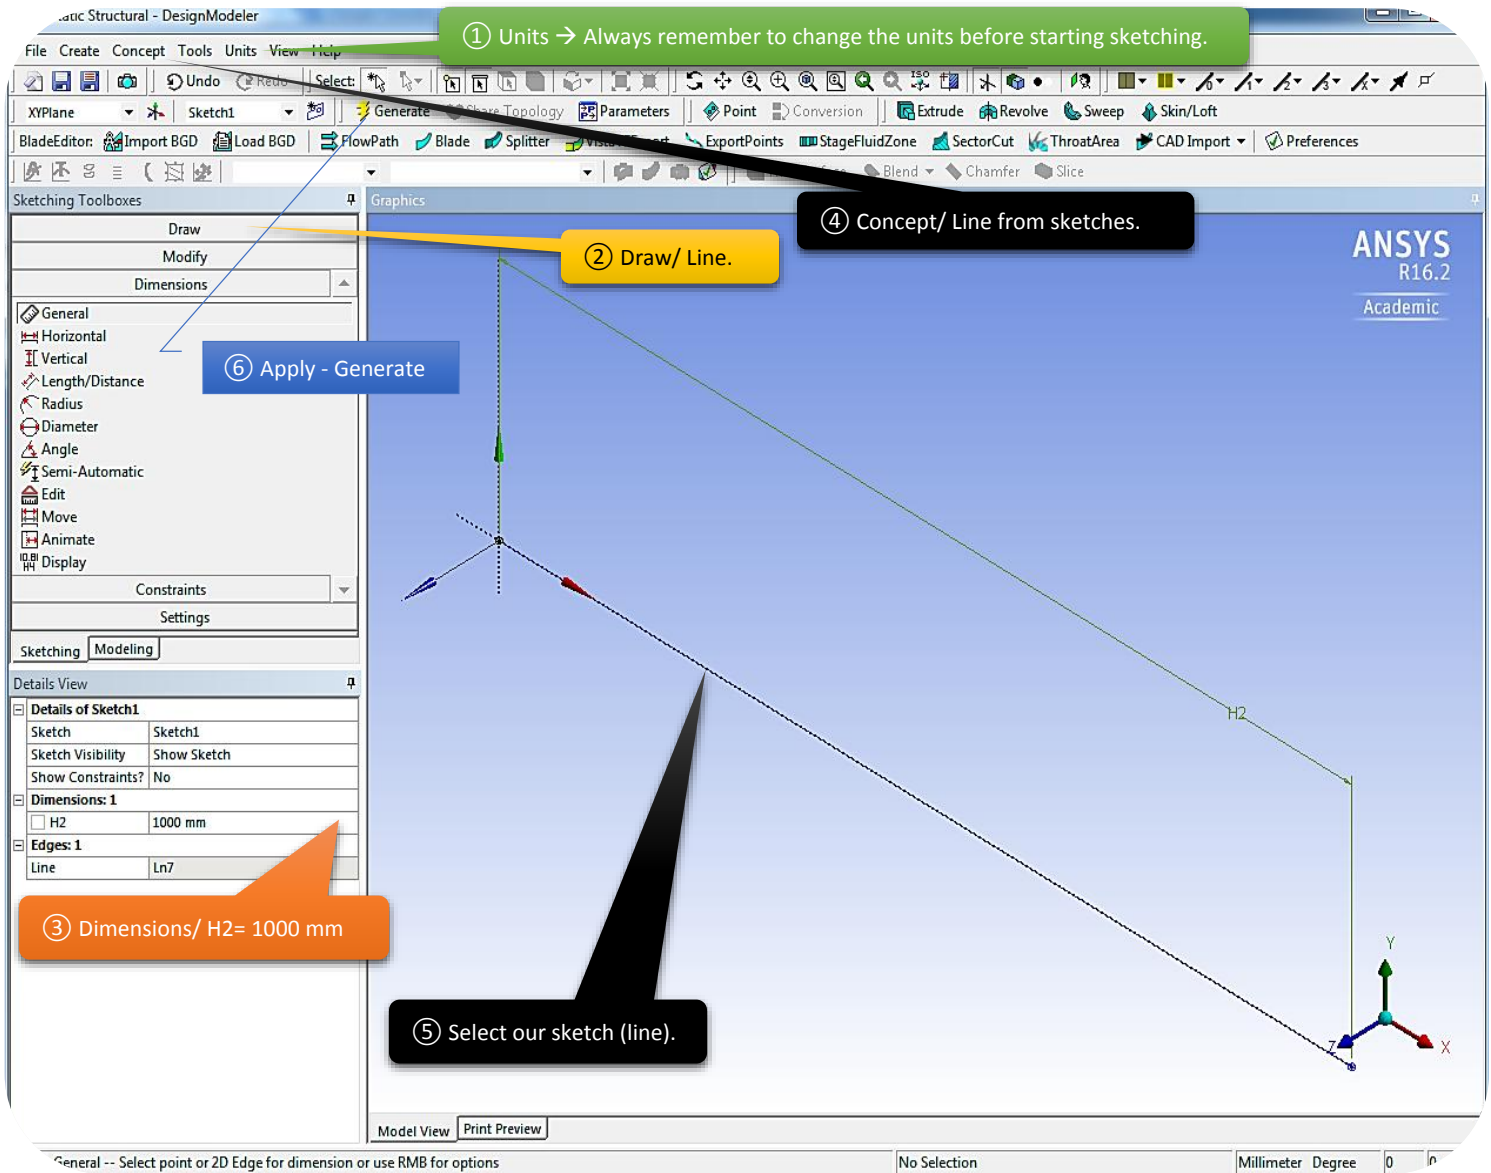 Static Structural - DesignModeler
① Units → Always remember to change the units before starting sketching.
File Create Concept Tools Units View Help
Undo Redo Select: ISO
XYPlane Sketch1 Generate Share Topology Parameters Point Conversion Extrude Revolve Sweep Skin/Loft
BladeEditor: Import BGD Load BGD FlowPath Blade Splitter VistaTFExport ExportPoints StageFluidZone SectorCut ThroatArea CAD Import Preferences
Blend Chamfer Slice
Sketching Toolboxes
Graphics
Draw
Modify
Dimensions
General
Horizontal
Vertical
Length/Distance
Radius
Diameter
Angle
Semi-Automatic
Edit
Move
Animate
Display
Constraints
Settings
Sketching Modeling
④ Concept/ Line from sketches.
② Draw/ Line.
ANSYS
R16.2
Academic
⑥ Apply - Generate
H2
Details View
Details of Sketch1
Sketch Sketch1
Sketch Visibility Show Sketch
Show Constraints? No
Dimensions: 1
H2 1000 mm
Edges: 1
Line Ln7
③ Dimensions/ H2= 1000 mm
⑤ Select our sketch (line).
Y
Z
X
Model View Print Preview
General -- Select point or 2D Edge for dimension or use RMB for options
No Selection
Millimeter Degree 0 0